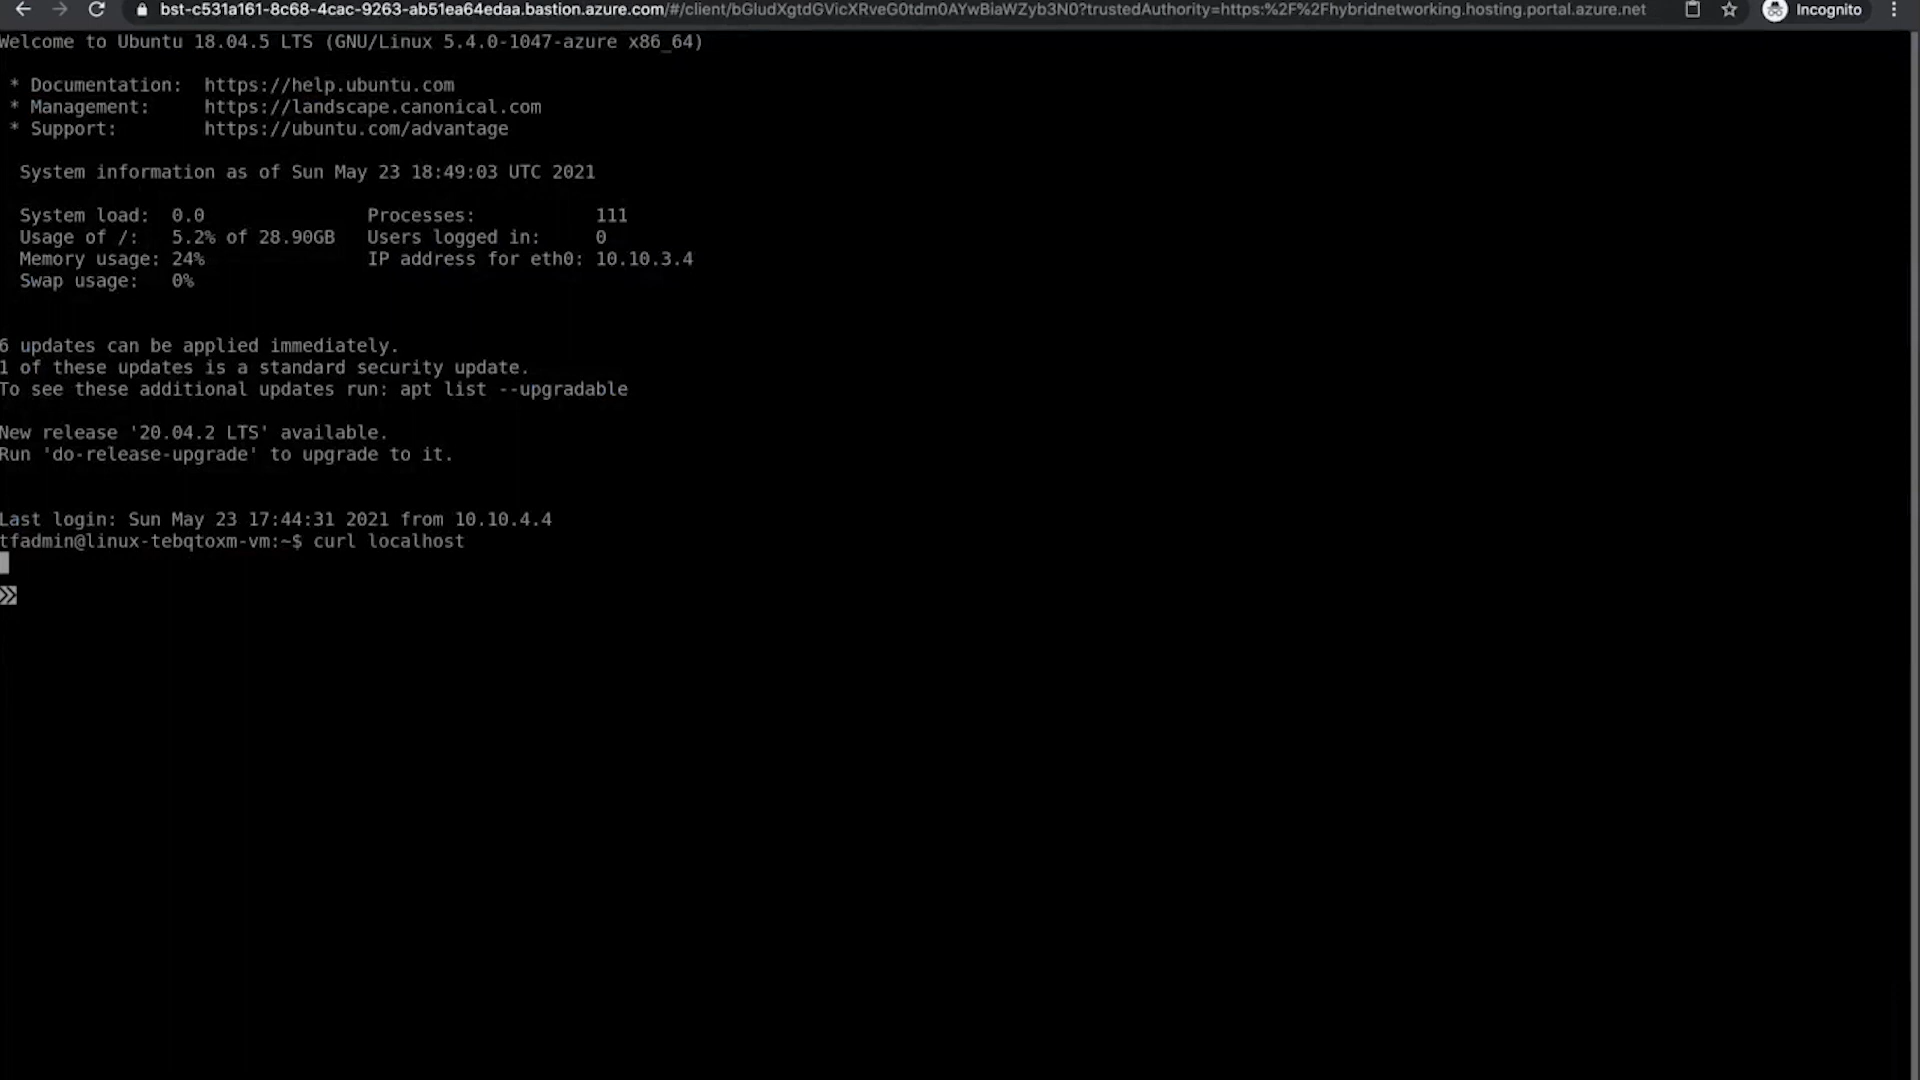 bst-c531a161-8c68-4cac-9263-ab51ea64edaa.bastion.azure.com/#/client/bGludXgtdGVicXRveG0tdm0AYwBiaWZyb3N0?trustedAuthority=https:%2F%2Fhybridnetworking.hosting.portal.azure.net Incognito
Welcome to Ubuntu 18.04.5 LTS (GNU/Linux 5.4.0-1047-azure x86_64)
* Documentation: https://help.ubuntu.com
* Management: https://landscape.canonical.com
* Support: https://ubuntu.com/advantage
System information as of Sun May 23 18:49:03 UTC 2021
System load: 0.0 Processes: 111
Usage of /: 5.2% of 28.90GB Users logged in: 0
Memory usage: 24% IP address for eth0: 10.10.3.4
Swap usage: 0%
6 updates can be applied immediately.
1 of these updates is a standard security update.
To see these additional updates run: apt list --upgradable
New release '20.04.2 LTS' available.
Run 'do-release-upgrade' to upgrade to it.
Last login: Sun May 23 17:44:31 2021 from 10.10.4.4
tfadmin@linux-tebqtoxm-vm:~$ curl localhost